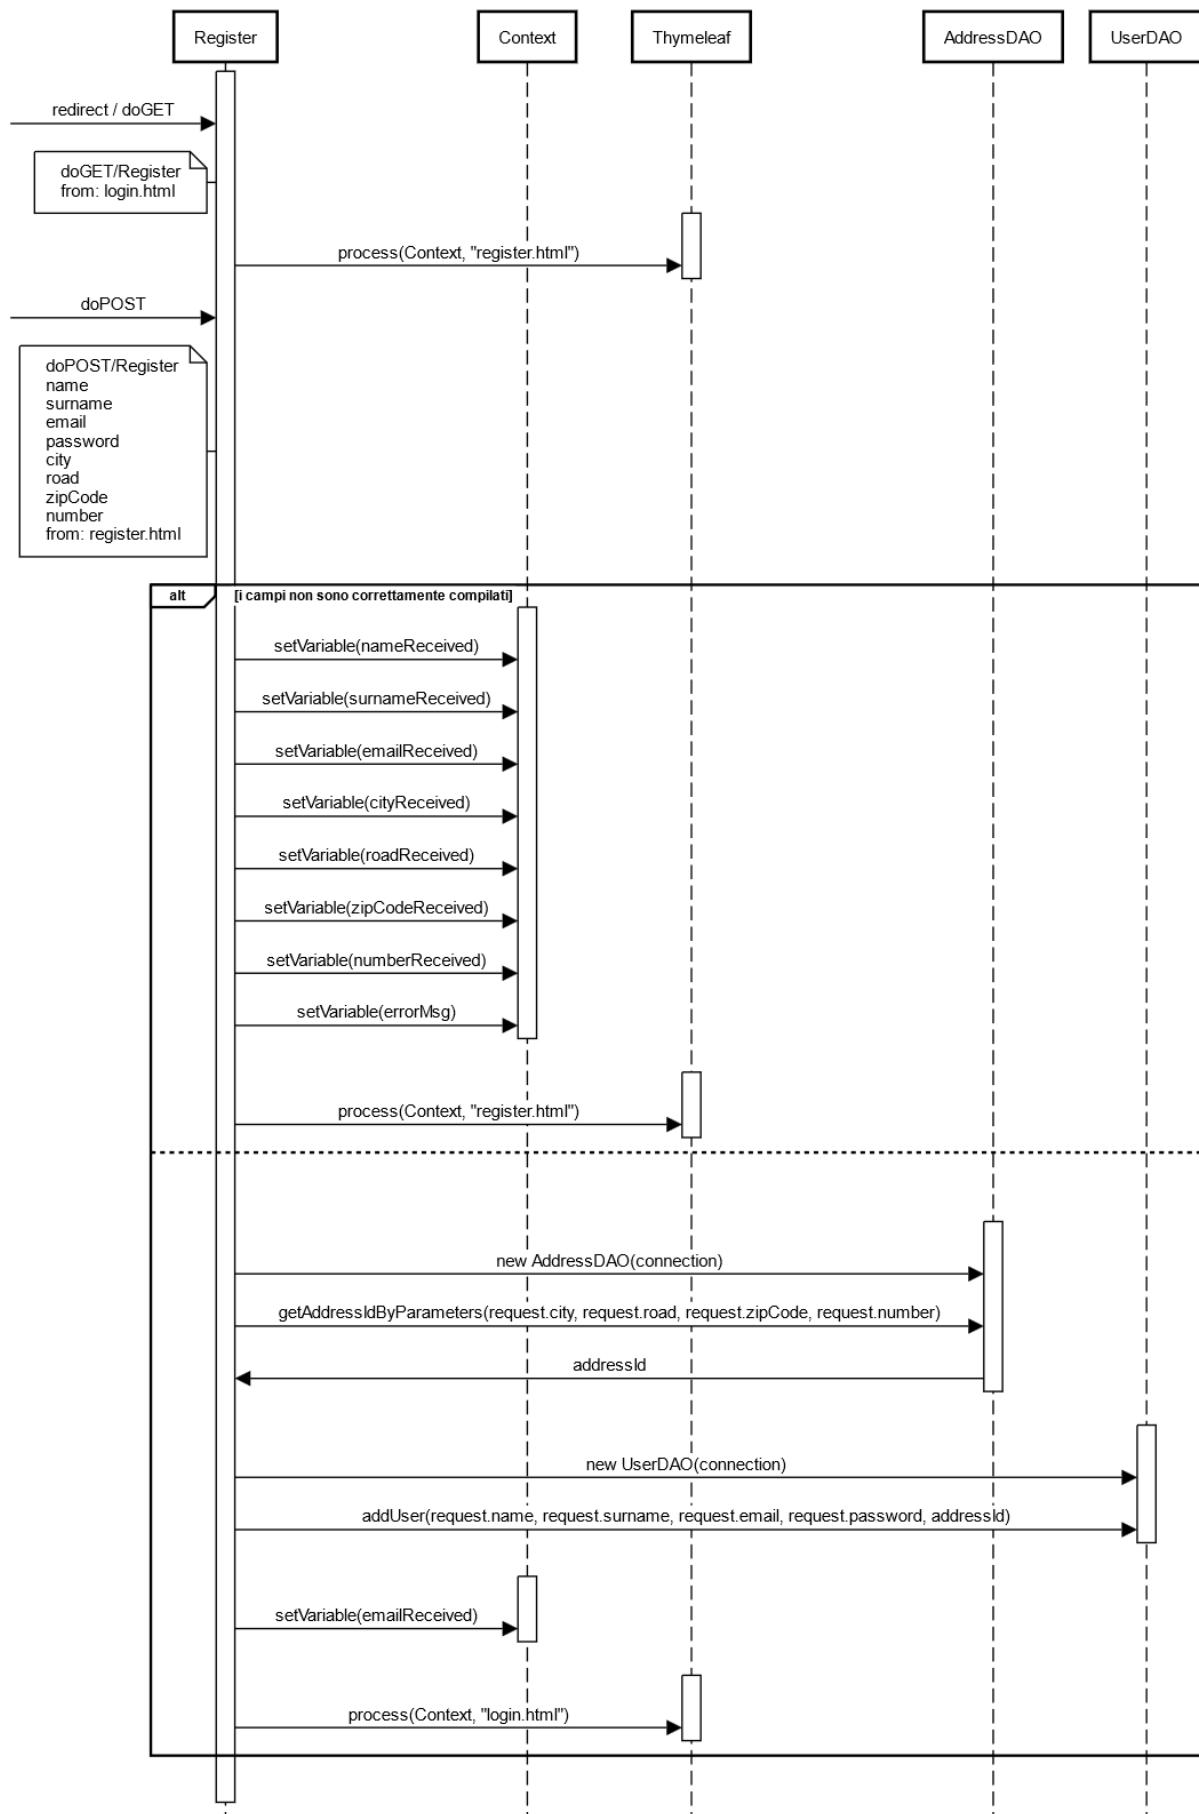 Register
Context
Thymeleaf
AddressDAO
UserDAO
redirect / doGET
doGET/Register
from: login.html
process(Context, "register.html")
doPOST
doPOST/Register
name
surname
email
password
city
road
zipCode
number
from: register.html
alt
[i campi non sono correttamente compilati]
setVariable(nameReceived)
setVariable(surnameReceived)
setVariable(emailReceived)
setVariable(cityReceived)
setVariable(roadReceived)
setVariable(zipCodeReceived)
setVariable(numberReceived)
setVariable(errorMsg)
process(Context, "register.html")
new AddressDAO(connection)
getAddressIdByParameters(request.city, request.road, request.zipCode, request.number)
addressId
new UserDAO(connection)
addUser(request.name, request.surname, request.email, request.password, addressId)
setVariable(emailReceived)
process(Context, "login.html")